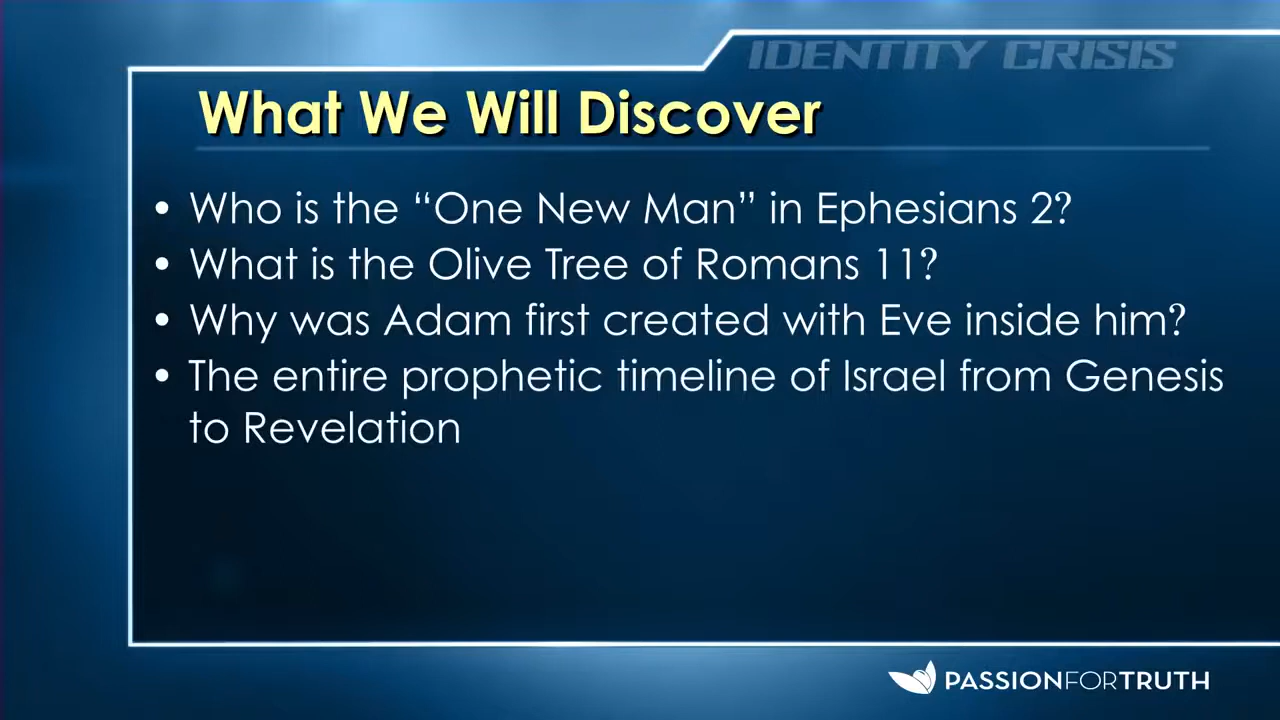 IDENTITY CRISIS
What We Will Discover
• Who is the “One New Man” in Ephesians 2?
• What is the Olive Tree of Romans 11?
• Why was Adam first created with Eve inside him?
• The entire prophetic timeline of Israel from Genesis
to Revelation
PASSIONFORTRUTH